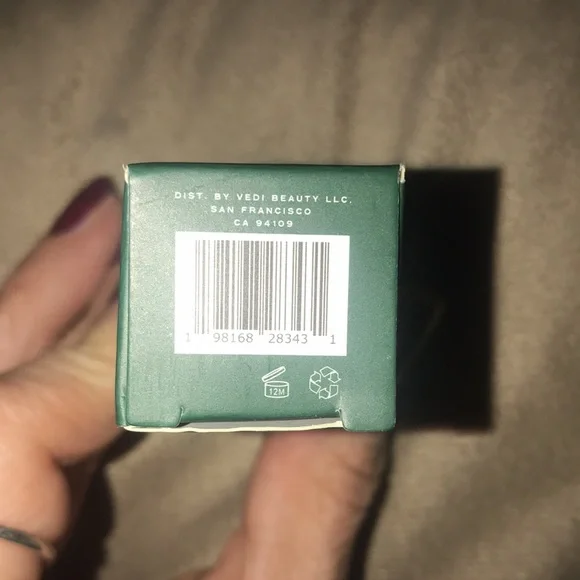 DIST. BY VEDI BEAUTY LLC.
SAN FRANCISCO
CA 94109
1 98168 28343 1
12M